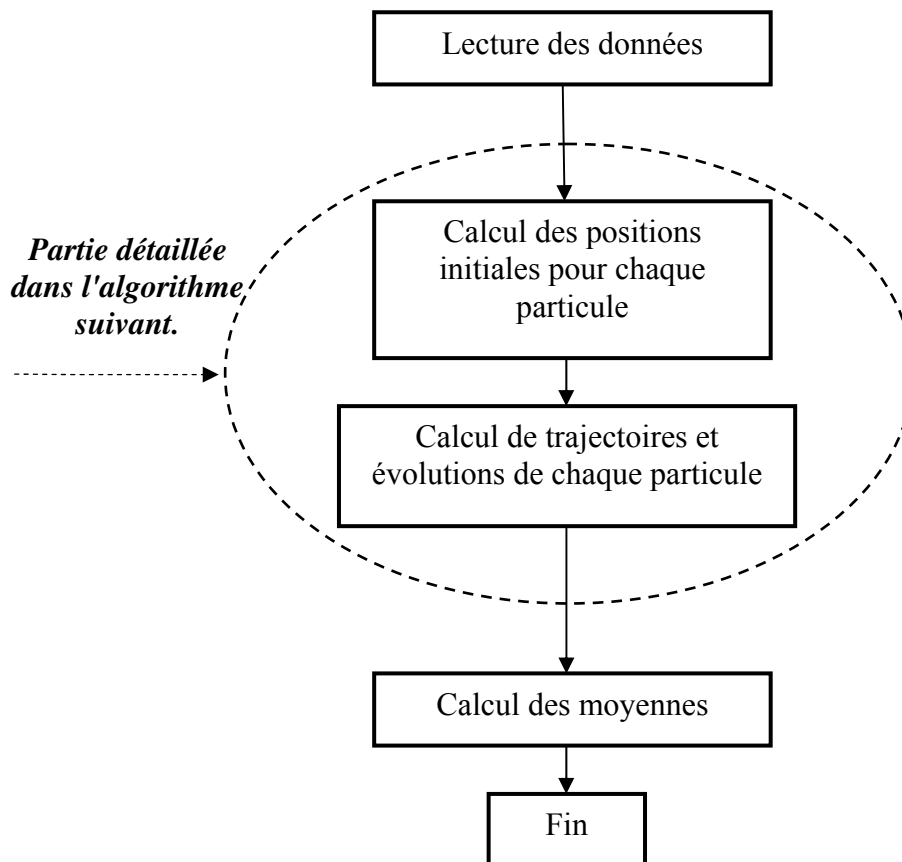 Lecture des données
Calcul des positions
initiales pour chaque
particule
Partie détaillée
dans l'algorithme
suivant.
Calcul de trajectoires et
évolutions de chaque particule
Calcul des moyennes
Fin